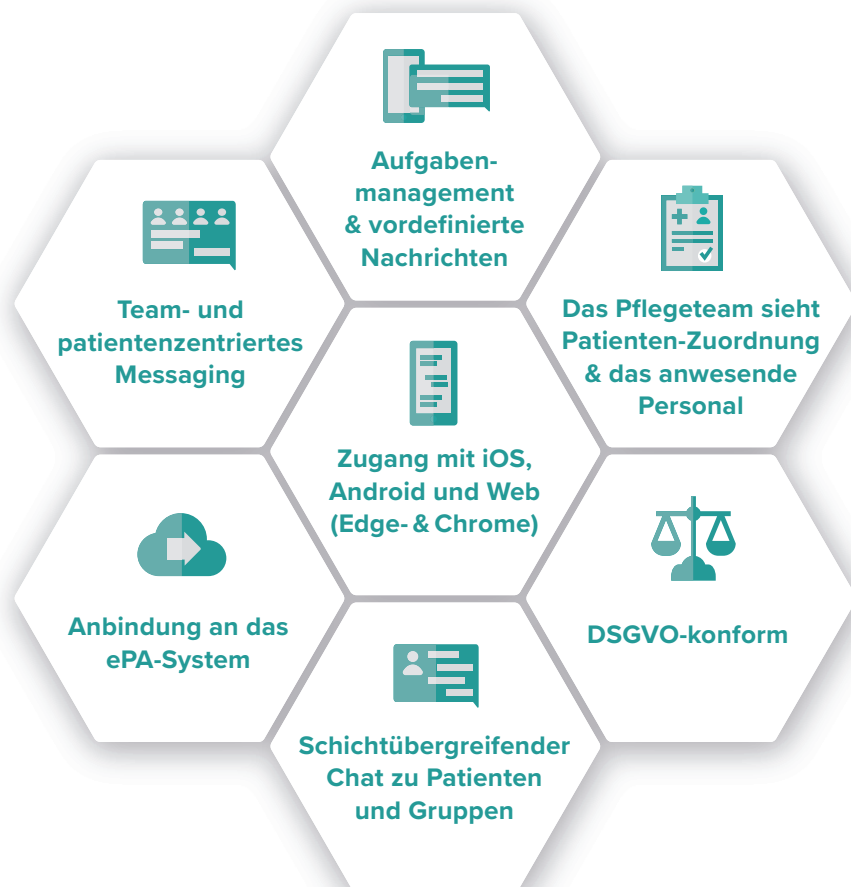 Aufgaben-
management
& vordefinierte
Nachrichten
Team- und
patientenzentriertes
Messaging
Das Pflegeteam sieht
Patienten-Zuordnung
& das anwesende
Personal
Zugang mit iOS,
Android und Web
(Edge- & Chrome)
Anbindung an das
ePA-System
DSGVO-konform
Schichtübergreifender
Chat zu Patienten
und Gruppen